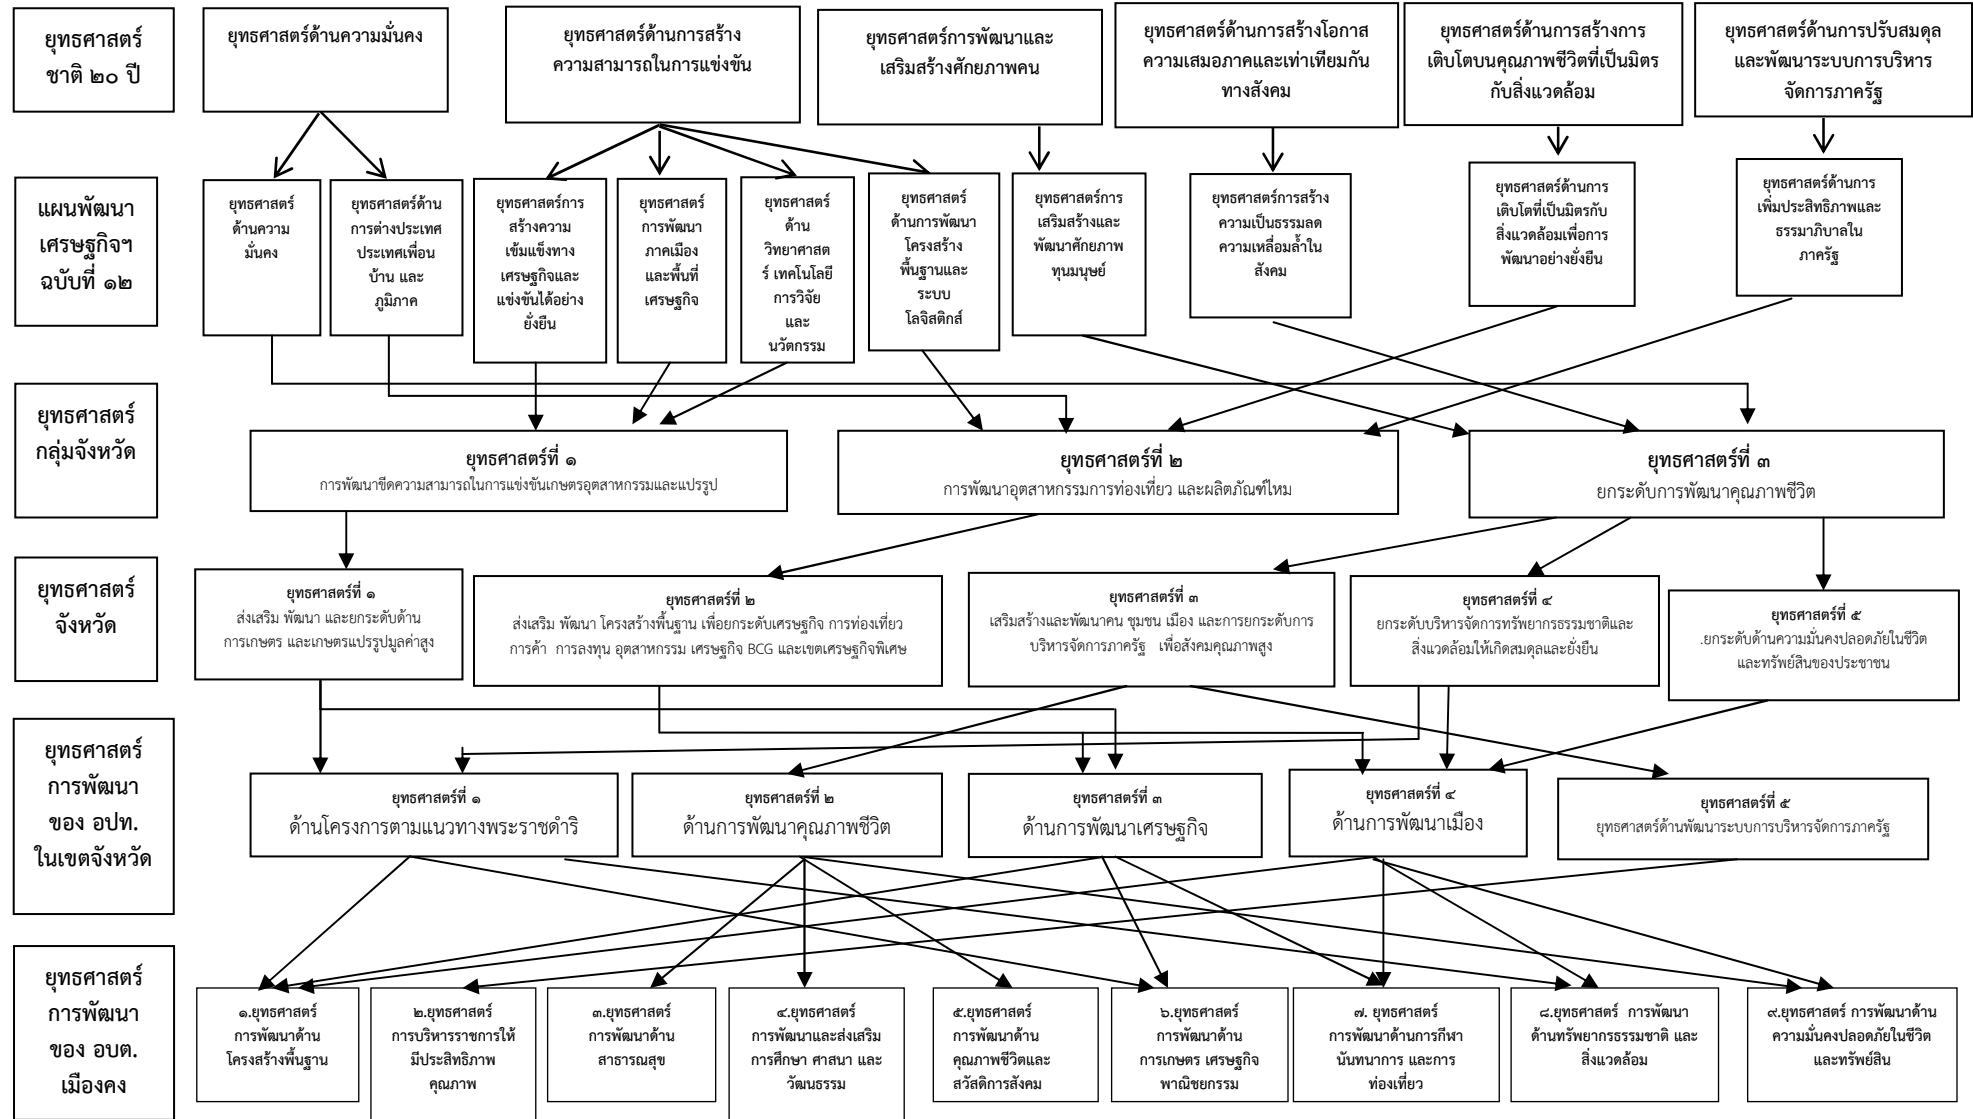 ยุทธศาสตร์
ชาติ ๒๐ ปี
ยุทธศาสตร์ด้านความมั่นคง
ยุทธศาสตร์ด้านการสร้าง
ความสามารถในการแข่งขัน
ยุทธศาสตร์การพัฒนาและ
เสริมสร้างศักยภาพคน
ยุทธศาสตร์ด้านการสร้างโอกาส
ความเสมอภาคและเท่าเทียมกัน
ทางสังคม
ยุทธศาสตร์ด้านการสร้างการ
เติบโตบนคุณภาพชีวิตที่เป็นมิตร
กับสิ่งแวดล้อม
ยุทธศาสตร์ด้านการปรับสมดุล
และพัฒนาระบบการบริหาร
จัดการภาครัฐ
แผนพัฒนา
เศรษฐกิจฯ
ฉบับที่ ๑๒
ยุทธศาสตร์
ด้านความ
มั่นคง
ยุทธศาสตร์ด้าน
การต่างประเทศ
ประเทศเพื่อน
บ้าน และ
ภูมิภาค
ยุทธศาสตร์การ
สร้างความ
เข้มแข็งทาง
เศรษฐกิจและ
แข่งขันได้อย่าง
ยั่งยืน
ยุทธศาสตร์
การพัฒนา
ภาคเมือง
และพื้นที่
เศรษฐกิจ
ยุทธศาสตร์
ด้าน
วิทยาศาสต
ร์ เทคโนโลยี
การวิจัย
และ
นวัตกรรม
ยุทธศาสตร์
ด้านการพัฒนา
โครงสร้าง
พื้นฐานและ
ระบบ
โลจิสติกส์
ยุทธศาสตร์การ
เสริมสร้างและ
พัฒนาศักยภาพ
ทุนมนุษย์
ยุทธศาสตร์การสร้าง
ความเป็นธรรมลด
ความเหลื่อมล้ำใน
สังคม
ยุทธศาสตร์ด้านการ
เติบโตที่เป็นมิตรกับ
สิ่งแวดล้อมเพื่อการ
พัฒนาอย่างยั่งยืน
ยุทธศาสตร์ด้านการ
เพิ่มประสิทธิภาพและ
ธรรมาภิบาลใน
ภาครัฐ
ยุทธศาสตร์
กลุ่มจังหวัด
ยุทธศาสตร์ที่ ๑
การพัฒนาขีดความสามารถในการแข่งขันเกษตรอุตสาหกรรมและแปรรูป
ยุทธศาสตร์ที่ ๒
การพัฒนาอุตสาหกรรมการท่องเที่ยว และผลิตภัณฑ์ไหม
ยุทธศาสตร์ที่ ๓
ยกระดับการพัฒนาคุณภาพชีวิต
ยุทธศาสตร์
จังหวัด
ยุทธศาสตร์ที่ ๑
ส่งเสริม พัฒนา และยกระดับด้าน
การเกษตร และเกษตรแปรรูปมูลค่าสูง
ยุทธศาสตร์ที่ ๒
ส่งเสริม พัฒนา โครงสร้างพื้นฐาน เพื่อยกระดับเศรษฐกิจ การท่องเที่ยว
การค้า การลงทุน อุตสาหกรรม เศรษฐกิจ BCG และเขตเศรษฐกิจพิเศษ
ยุทธศาสตร์ที่ ๓
เสริมสร้างและพัฒนาคน ชุมชน เมือง และการยกระดับการ
บริหารจัดการภาครัฐ เพื่อสังคมคุณภาพสูง
ยุทธศาสตร์ที่ ๔
ยกระดับบริหารจัดการทรัพยากรธรรมชาติและ
สิ่งแวดล้อมให้เกิดสมดุลและยั่งยืน
ยุทธศาสตร์ที่ ๕
.ยกระดับด้านความมั่นคงปลอดภัยในชีวิต
และทรัพย์สินของประชาชน
ยุทธศาสตร์
การพัฒนา
ของ อปท.
ในเขตจังหวัด
ยุทธศาสตร์ที่ ๑
ด้านโครงการตามแนวทางพระราชดำริ
ยุทธศาสตร์ที่ ๒
ด้านการพัฒนาคุณภาพชีวิต
ยุทธศาสตร์ที่ ๓
ด้านการพัฒนาเศรษฐกิจ
ยุทธศาสตร์ที่ ๔
ด้านการพัฒนาเมือง
ยุทธศาสตร์ที่ ๕
ยุทธศาสตร์ด้านพัฒนาระบบการบริหารจัดการภาครัฐ
ยุทธศาสตร์
การพัฒนา
ของ อบต.
เมืองคง
๑.ยุทธศาสตร์
การพัฒนาด้าน
โครงสร้างพื้นฐาน
๒.ยุทธศาสตร์
การบริหารราชการให้
มีประสิทธิภาพ
คุณภาพ
๓.ยุทธศาสตร์
การพัฒนาด้าน
สาธารณสุข
๔.ยุทธศาสตร์
การพัฒนาและส่งเสริม
การศึกษา ศาสนา และ
วัฒนธรรม
๕.ยุทธศาสตร์
การพัฒนาด้าน
คุณภาพชีวิตและ
สวัสดิการสังคม
๖.ยุทธศาสตร์
การพัฒนาด้าน
การเกษตร เศรษฐกิจ
พาณิชยกรรม
๗. ยุทธศาสตร์
การพัฒนาด้านการกีฬา
นันทนาการ และการ
ท่องเที่ยว
๘.ยุทธศาสตร์ การพัฒนา
ด้านทรัพยากรธรรมชาติ และ
สิ่งแวดล้อม
๙.ยุทธศาสตร์ การพัฒนาด้าน
ความมั่นคงปลอดภัยในชีวิต
และทรัพย์สิน